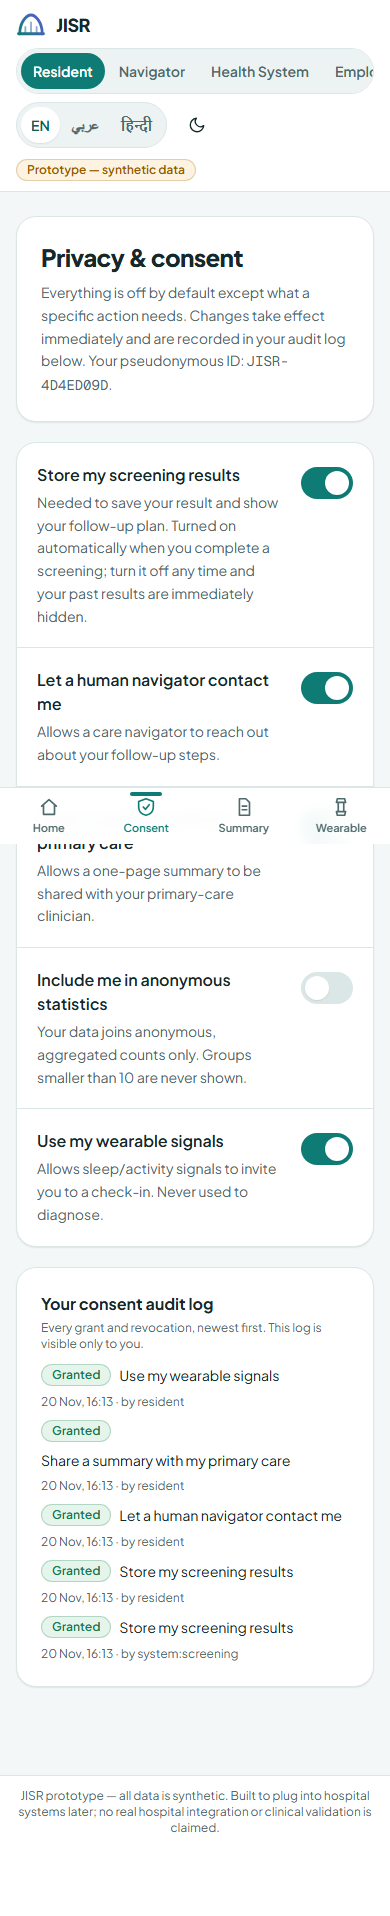 JISR
Resident Navigator Health System Emplo
EN عربي हिन्दी
Prototype — synthetic data
Privacy & consent
Everything is off by default except what a
specific action needs. Changes take effect
immediately and are recorded in your audit log
below. Your pseudonymous ID: JISR-
4D4ED09D.
Store my screening results
Needed to save your result and show
your follow-up plan. Turned on
automatically when you complete a
screening; turn it off any time and
your past results are immediately
hidden.
Let a human navigator contact
me
Allows a care navigator to reach out
about your follow-up steps.
Home Consent Summary Wearable
primary care
Allows a one-page summary to be
shared with your primary-care
clinician.
Include me in anonymous
statistics
Your data joins anonymous,
aggregated counts only. Groups
smaller than 10 are never shown.
Use my wearable signals
Allows sleep/activity signals to invite
you to a check-in. Never used to
diagnose.
Your consent audit log
Every grant and revocation, newest first. This log is
visible only to you.
Granted Use my wearable signals
20 Nov, 16:13 · by resident
Granted
Share a summary with my primary care
20 Nov, 16:13 · by resident
Granted Let a human navigator contact me
20 Nov, 16:13 · by resident
Granted Store my screening results
20 Nov, 16:13 · by resident
Granted Store my screening results
20 Nov, 16:13 · by system:screening
JISR prototype — all data is synthetic. Built to plug into hospital
systems later; no real hospital integration or clinical validation is
claimed.